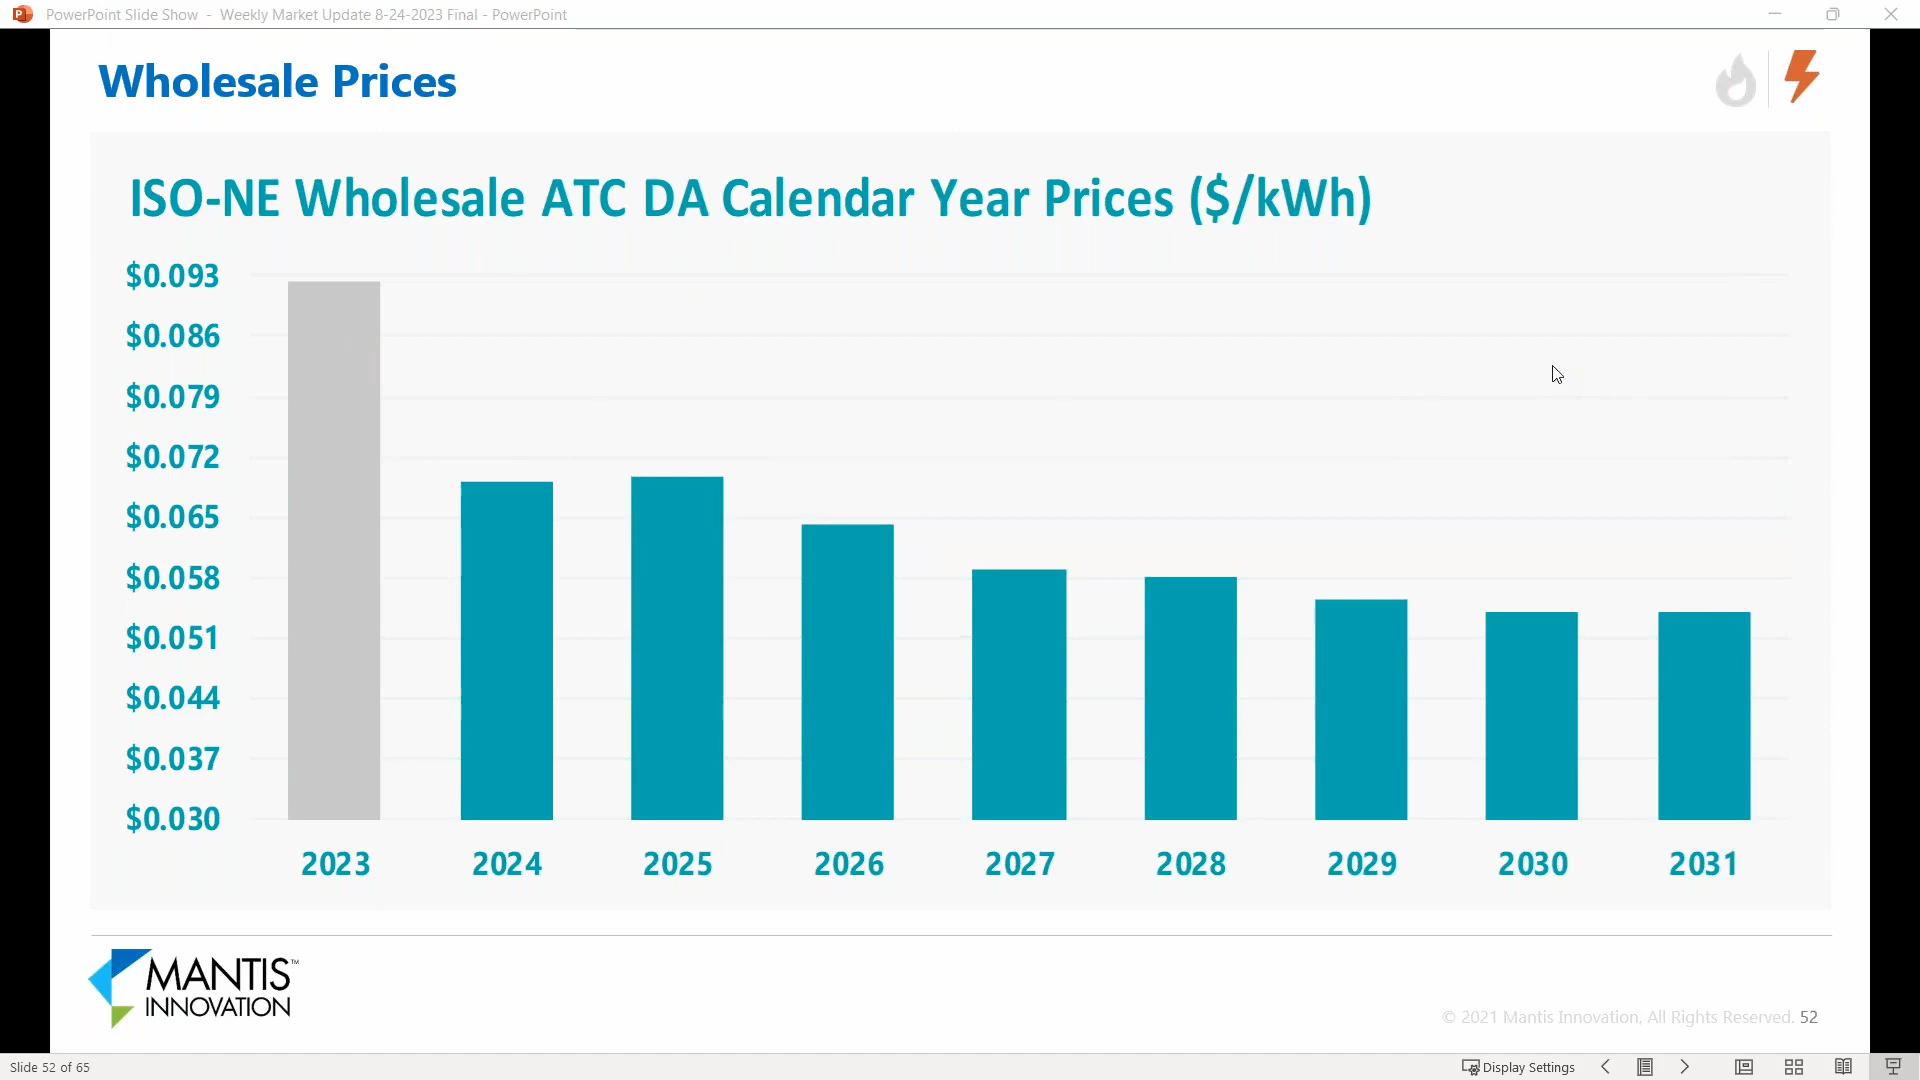 PowerPoint Slide Show - Weekly Market Update 8-24-2023 Final - PowerPoint
Wholesale Prices
ISO-NE Wholesale ATC DA Calendar Year Prices ($/kWh)
$0.093
$0.086
$0.079
$0.072
$0.065
$0.058
$0.051
$0.044
$0.037
$0.030
2023 2024 2025 2026 2027 2028 2029 2030 2031
MANTIS™
INNOVATION
© 2021 Mantis Innovation, All Rights Reserved. 52
Slide 52 of 65 Display Settings